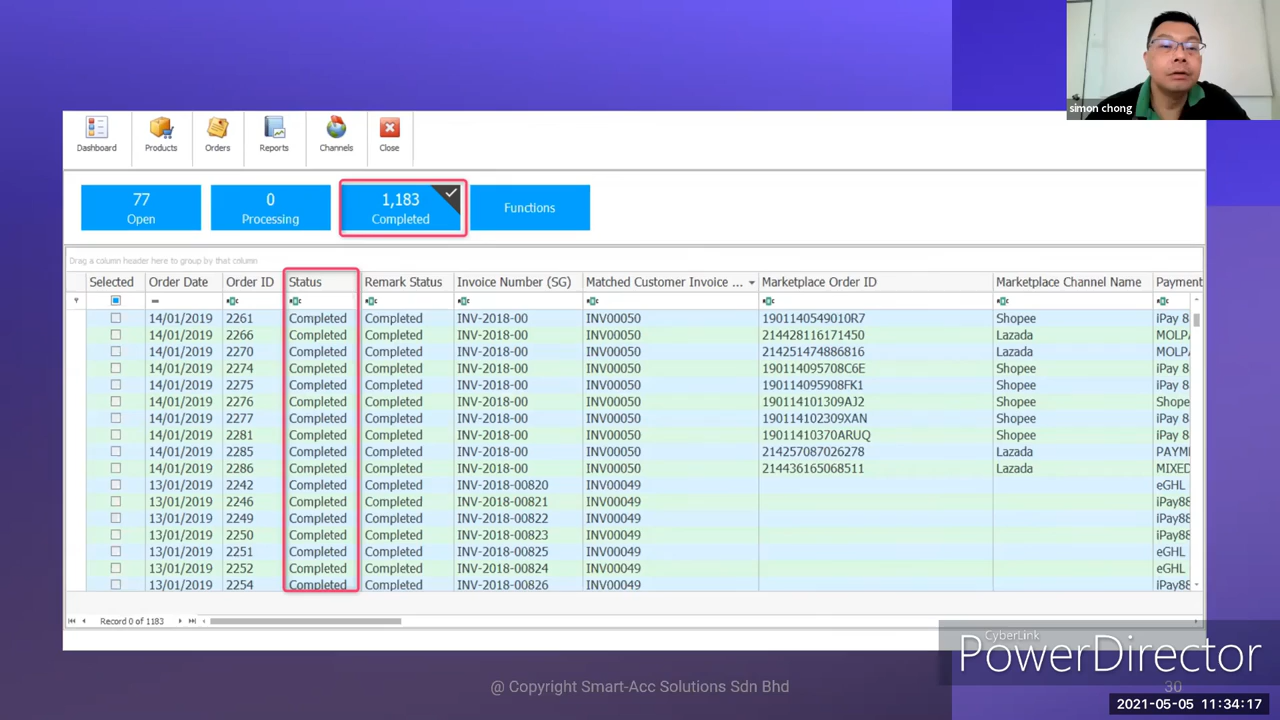 simon chong
Dashboard Products Orders Reports Channels Close
77 0 1,183
Open Processing Completed Functions
Drag a column header here to group by that column
Selected Order Date Order ID Status Remark Status Invoice Number (SG) Matched Customer Invoice ... Marketplace Order ID Marketplace Channel Name Payment
14/01/2019 2261 Completed Completed INV-2018-00 INV00050 1901140549010R7 Shopee iPay 8
14/01/2019 2266 Completed Completed INV-2018-00 INV00050 214428116171450 Lazada MOLPA
14/01/2019 2270 Completed Completed INV-2018-00 INV00050 214251474886816 Lazada MOLPA
14/01/2019 2274 Completed Completed INV-2018-00 INV00050 190114095708C6E Shopee iPay 8
14/01/2019 2275 Completed Completed INV-2018-00 INV00050 190114095908FK1 Shopee iPay 8
14/01/2019 2276 Completed Completed INV-2018-00 INV00050 19011410130​9AJ2 Shopee Shope
14/01/2019 2277 Completed Completed INV-2018-00 INV00050 190114102309XAN Shopee iPay 8
14/01/2019 2281 Completed Completed INV-2018-00 INV00050 19011410370ARUQ Shopee iPay 8
14/01/2019 2285 Completed Completed INV-2018-00 INV00050 214257087026278 Lazada PAYM
14/01/2019 2286 Completed Completed INV-2018-00 INV00050 214436165068511 Lazada MIXED
13/01/2019 2242 Completed Completed INV-2018-00820 INV00049 eGHL
13/01/2019 2246 Completed Completed INV-2018-00821 INV00049 iPay88
13/01/2019 2249 Completed Completed INV-2018-00822 INV00049 iPay88
13/01/2019 2250 Completed Completed INV-2018-00823 INV00049 iPay88
13/01/2019 2251 Completed Completed INV-2018-00825 INV00049 eGHL
13/01/2019 2252 Completed Completed INV-2018-00824 INV00049 eGHL
13/01/2019 2254 Completed Completed INV-2018-00826 INV00049 iPay88
Record 0 of 1183
CyberLink
PowerDirector
@ Copyright Smart-Acc Solutions Sdn Bhd 30
2021-05-05 11:34:17